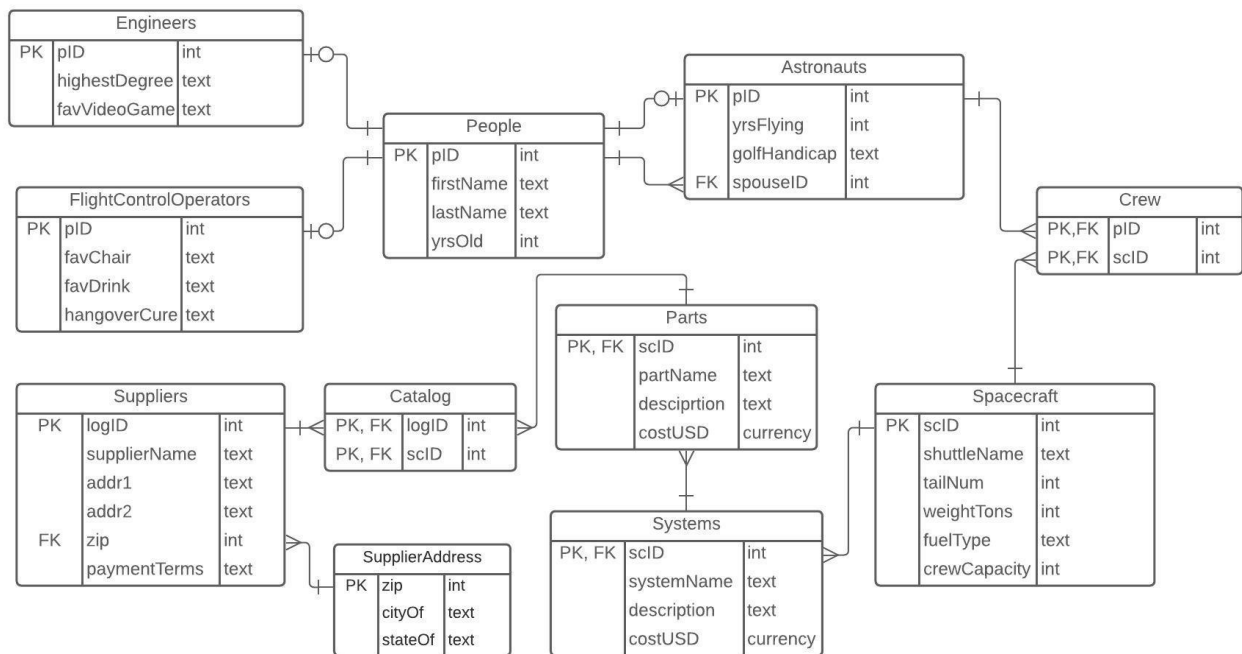 Engineers
PK pID int
highestDegree text
favVideoGame text
FlightControlOperators
PK pID int
favChair text
favDrink text
hangoverCure text
People
PK pID int
firstName text
lastName text
yrsOld int
Astronauts
PK pID int
yrsFlying int
golfHandicap text
FK spouseID int
Crew
PK,FK pID int
PK,FK scID int
Parts
PK, FK scID int
partName text
desciprtion text
costUSD currency
Suppliers
PK logID int
supplierName text
addr1 text
addr2 text
FK zip int
paymentTerms text
Catalog
PK, FK logID int
PK, FK scID int
Spacecraft
PK scID int
shuttleName text
tailNum int
weightTons int
fuelType text
crewCapacity int
SupplierAddress
PK zip int
cityOf text
stateOf text
Systems
PK, FK scID int
systemName text
description text
costUSD currency